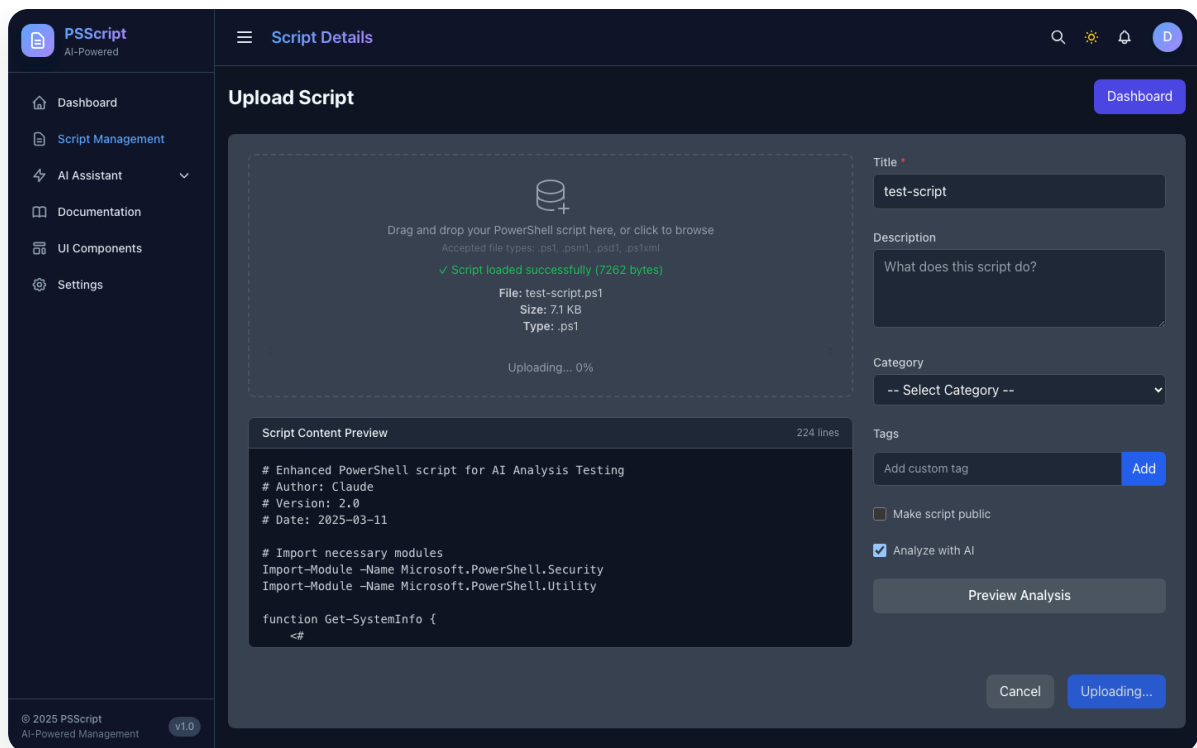 PSScript
AI-Powered
Dashboard
Script Management
AI Assistant
Documentation
UI Components
Settings
© 2025 PSScript
AI-Powered Management
v1.0
Script Details
D
Upload Script
Dashboard
Drag and drop your PowerShell script here, or click to browse
Accepted file types: .ps1, .psm1, .psd1, .ps1xml
✓ Script loaded successfully (7262 bytes)
File: test-script.ps1
Size: 7.1 KB
Type: .ps1
Uploading... 0%
Script Content Preview
224 lines
# Enhanced PowerShell script for AI Analysis Testing
# Author: Claude
# Version: 2.0
# Date: 2025-03-11
# Import necessary modules
Import-Module -Name Microsoft.PowerShell.Security
Import-Module -Name Microsoft.PowerShell.Utility
function Get-SystemInfo {
<#
Title *
test-script
Description
What does this script do?
Category
-- Select Category --
Tags
Add custom tag
Add
Make script public
Analyze with AI
Preview Analysis
Cancel
Uploading...